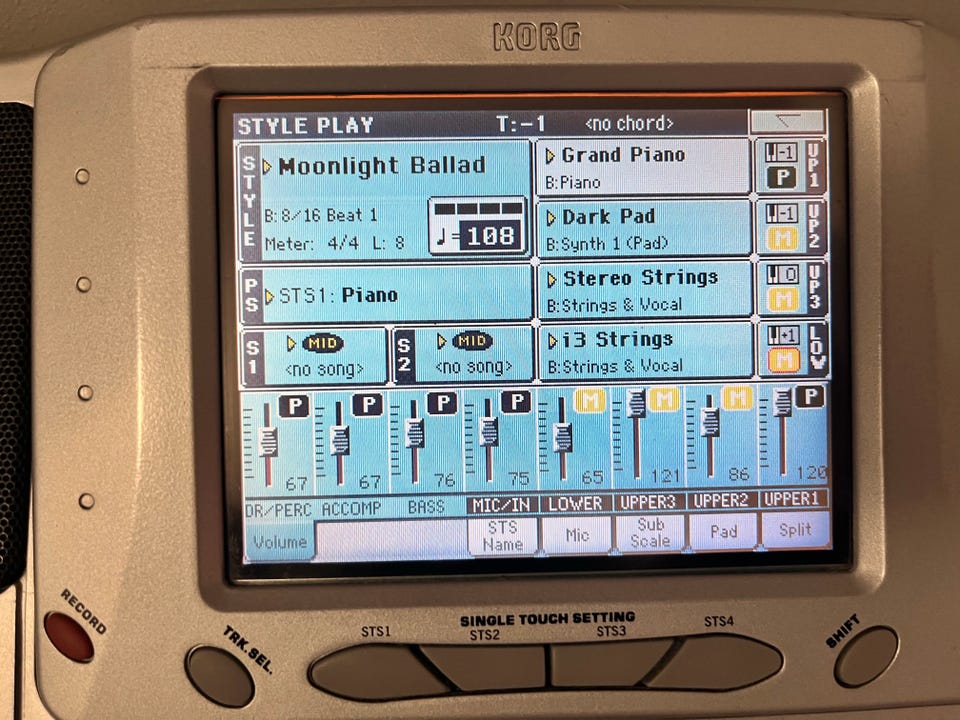 KORG
STYLE PLAY T:-1 <no chord>
STYLE
Moonlight Ballad
B:8/16 Beat 1
Meter: 4/4 L: 8
♩=108
Grand Piano
B:Piano
-1
P
UP1
Dark Pad
B:Synth 1 (Pad)
-1
M
UP2
PS
STS1: Piano
Stereo Strings
B:Strings & Vocal
0
M
UP3
S1
MID
<no song>
S2
MID
<no song>
i3 Strings
B:Strings & Vocal
+1
M
LOW
P P P P M M M P
67 67 76 75 65 121 86 120
DR/PERC ACCOMP BASS MIC/IN LOWER UPPER3 UPPER2 UPPER1
Volume
STS
Name
Mic
Sub
Scale
Pad
Split
RECORD
TRK.SEL.
SINGLE TOUCH SETTING
STS1 STS2 STS3 STS4
SHIFT